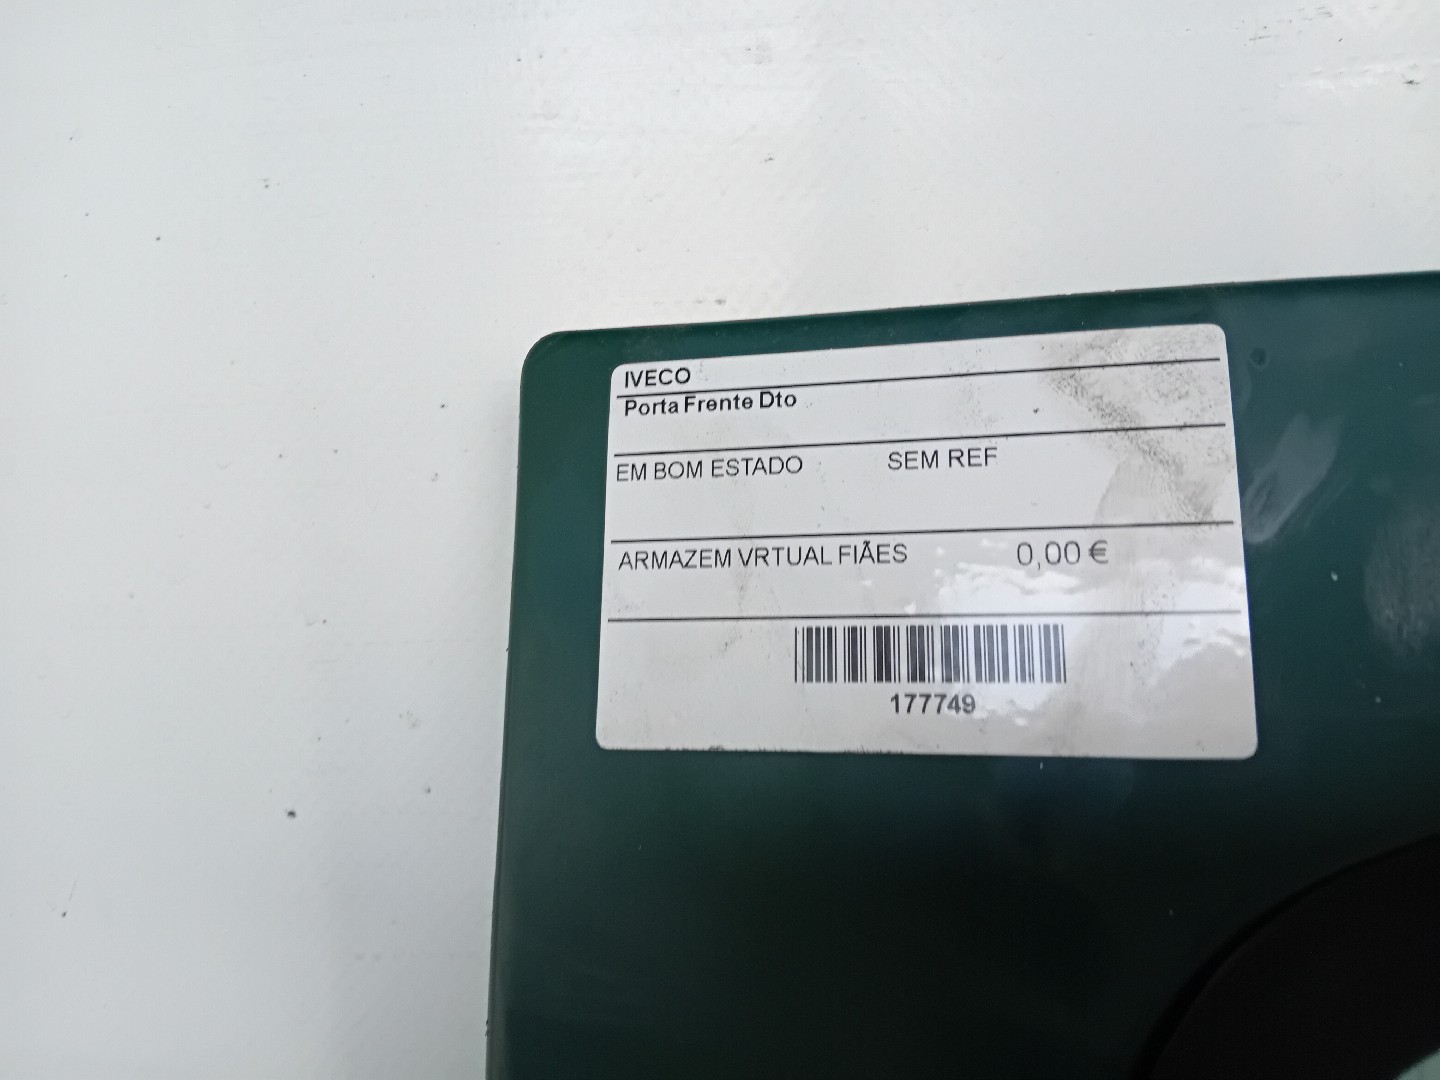 IVECO
Porta Frente Dto
EM BOM ESTADO SEM REF
ARMAZEM VRTUAL FIÃES 0,00 €
177749